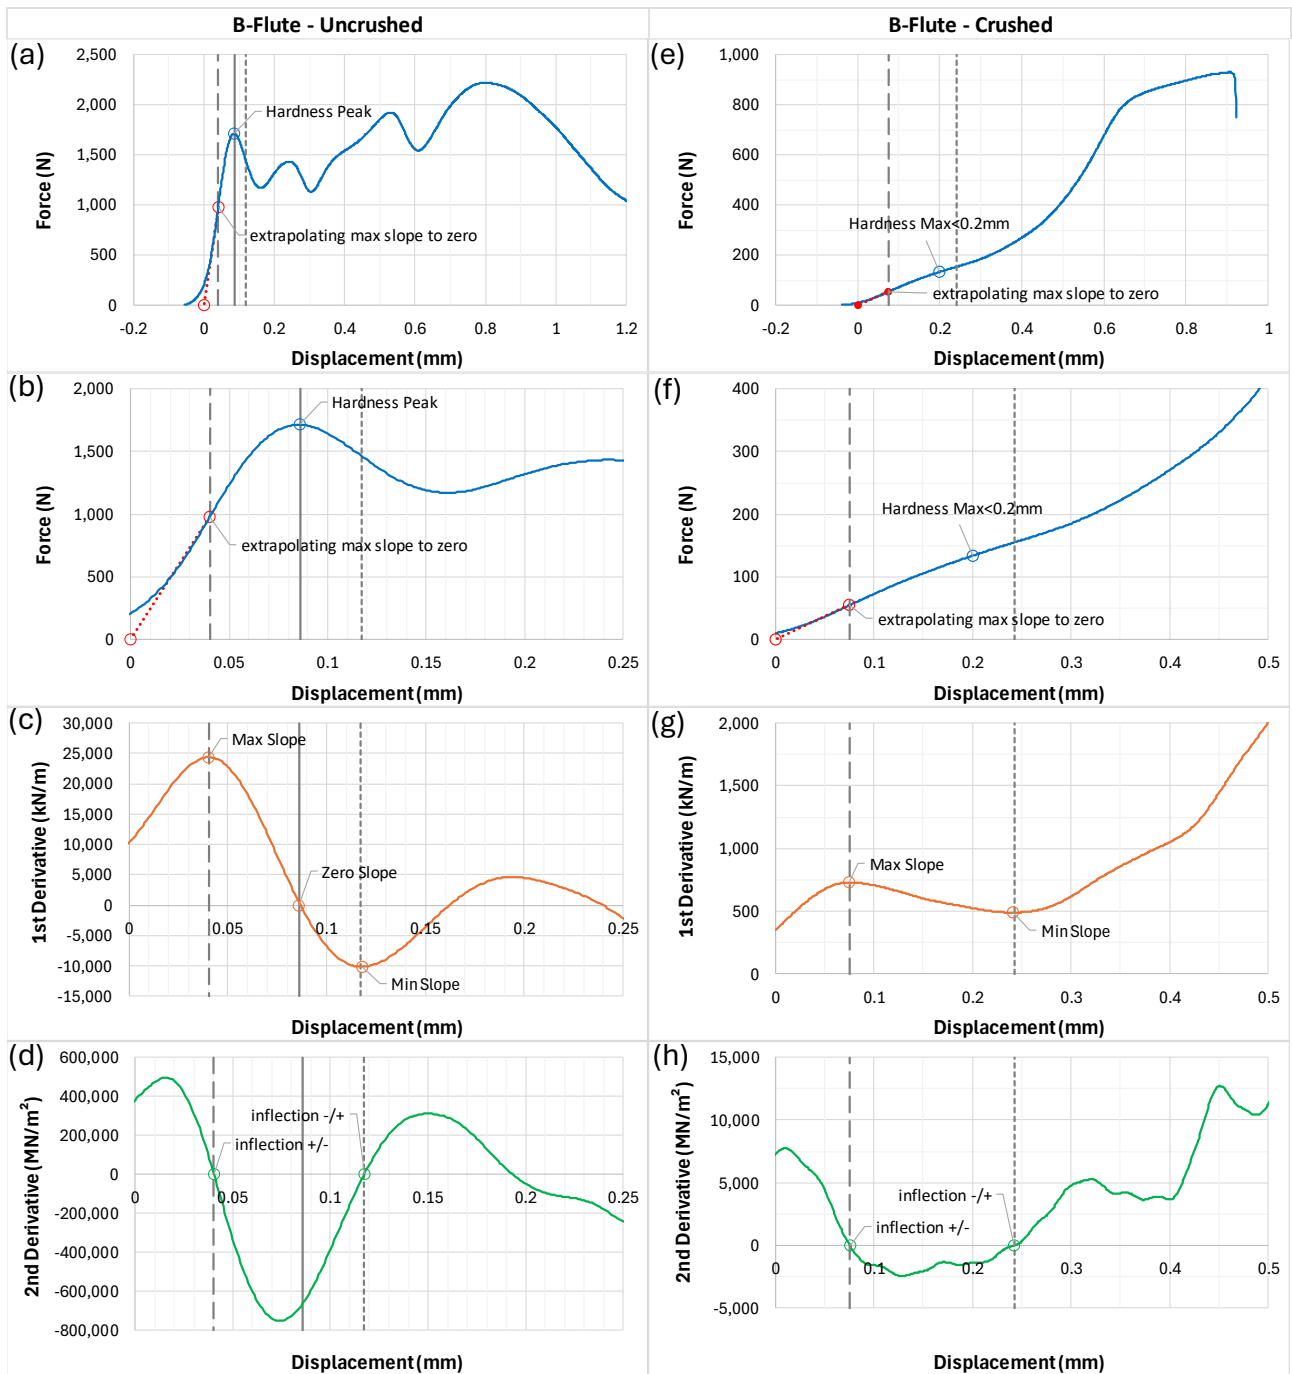 B-Flute - Uncrushed
B-Flute - Crushed
(a)
2,500
2,000
1,500
1,000
500
0
Force (N)
Hardness Peak
extrapolating max slope to zero
-0.2
0
0.2
0.4
0.6
0.8
1
1.2
Displacement (mm)
(e)
1,000
800
600
400
200
0
Force (N)
Hardness Max<0.2mm
extrapolating max slope to zero
-0.2
0
0.2
0.4
0.6
0.8
1
Displacement (mm)
(b)
2,000
1,500
1,000
500
0
Force (N)
Hardness Peak
extrapolating max slope to zero
0
0.05
0.1
0.15
0.2
0.25
Displacement (mm)
(f)
400
300
200
100
0
Force (N)
Hardness Max<0.2mm
extrapolating max slope to zero
0
0.1
0.2
0.3
0.4
0.5
Displacement (mm)
(c)
30,000
25,000
20,000
15,000
10,000
5,000
0
-5,000
-10,000
-15,000
1st Derivative (kN/m)
Max Slope
Zero Slope
Min Slope
0
0.05
0.1
0.15
0.2
0.25
Displacement (mm)
(g)
2,000
1,500
1,000
500
0
1st Derivative (kN/m)
Max Slope
Min Slope
0
0.1
0.2
0.3
0.4
0.5
Displacement (mm)
(d)
600,000
400,000
200,000
0
-200,000
-400,000
-600,000
-800,000
2nd Derivative (MN/m²)
inflection -/+
inflection +/-
0
0.05
0.1
0.15
0.2
0.25
Displacement (mm)
(h)
15,000
10,000
5,000
0
-5,000
2nd Derivative (MN/m²)
inflection -/+
inflection +/-
0
0.1
0.2
0.3
0.4
0.5
Displacement (mm)